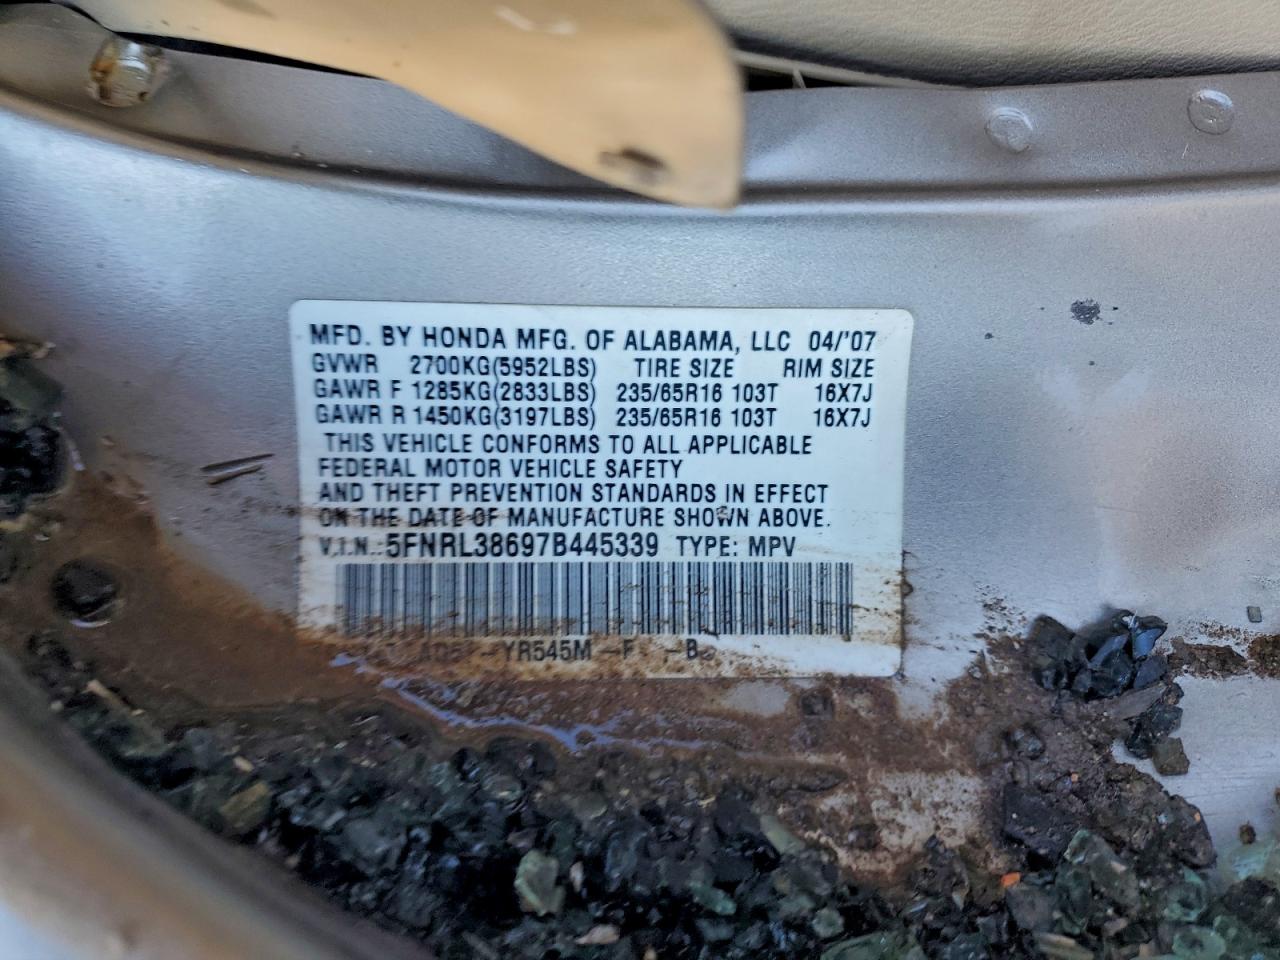 MFD. BY HONDA MFG. OF ALABAMA, LLC 04/'07
GVWR 2700KG(5952LBS) TIRE SIZE RIM SIZE
GAWR F 1285KG(2833LBS) 235/65R16 103T 16X7J
GAWR R 1450KG(3197LBS) 235/65R16 103T 16X7J
THIS VEHICLE CONFORMS TO ALL APPLICABLE
FEDERAL MOTOR VEHICLE SAFETY
AND THEFT PREVENTION STANDARDS IN EFFECT
ON THE DATE OF MANUFACTURE SHOWN ABOVE.
V.I.N.:5FNRL38697B445339 TYPE: MPV
YR545M